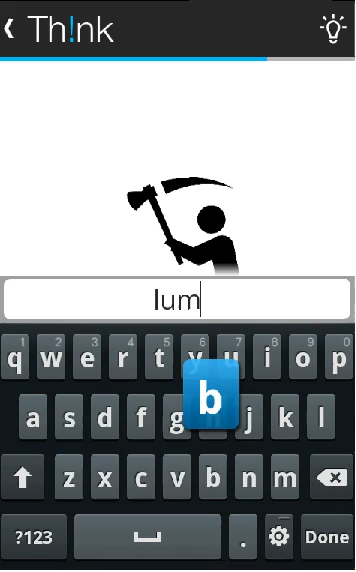 Th!nk
lum
1 2 3 4 5 6 7 8 9 0
q w e r t y u i o p
a s d f g h j k l
b
z x c v b n m
?123 . Done